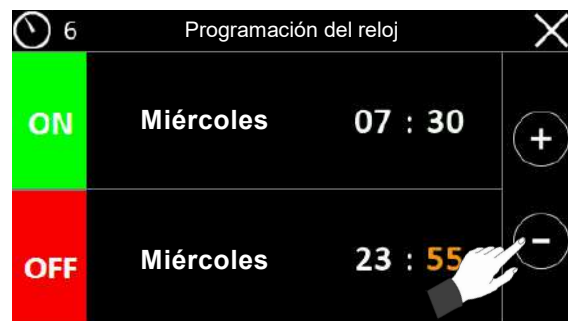 6 Programación del reloj
ON Miércoles 07 : 30
+
OFF Miércoles 23 : 55
-